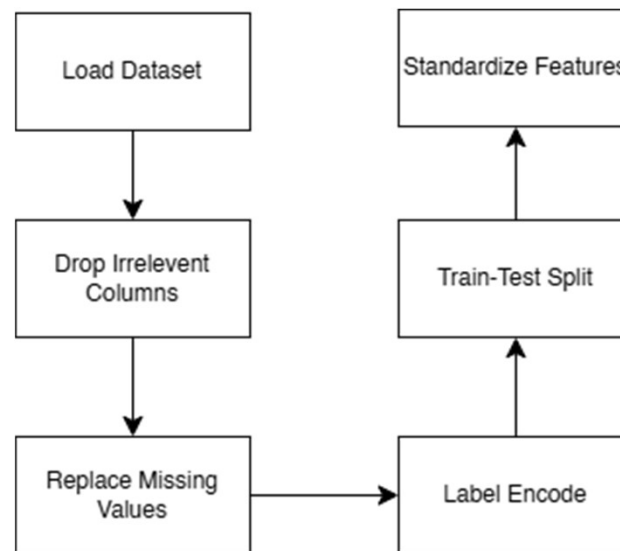 Load Dataset
Drop Irrelevent
Columns
Replace Missing
Values
Label Encode
Train-Test Split
Standardize Features